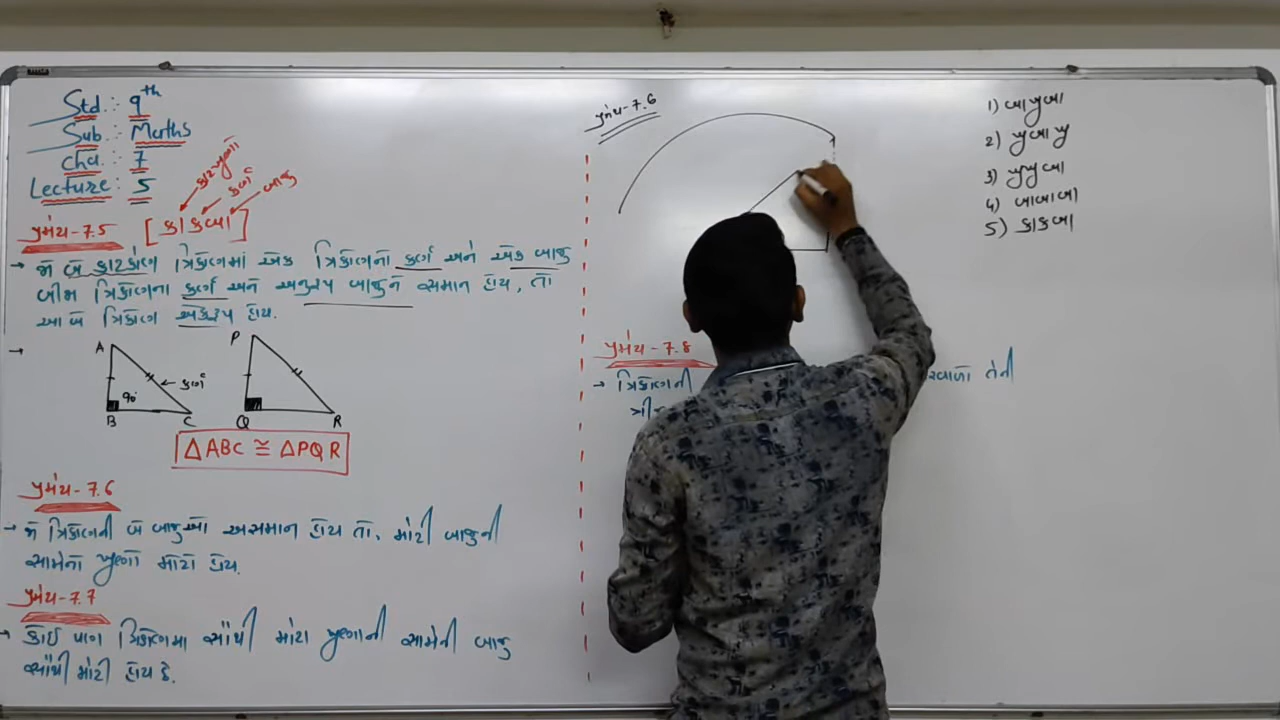 Std. : 9th
Sub : Maths
cha. : 7
Lecture : 5
પ્રમેય-7.5 [કાકબા]
કાટખૂણો
કર્ણ
બાજુ
→ જો બે કાટકોણ ત્રિકોણમાં એક ત્રિકોણનો કર્ણ અને એક બાજુ
બીજા ત્રિકોણના કર્ણ અને અનુરૂપ બાજુને સમાન હોય, તો
આ બે ત્રિકોણ એકરૂપ હોય.
→
A
90°
B
C
કર્ણ
P
Q
R
△ABC ≅ △PQR
પ્રમેય-7.6
→ જો ત્રિકોણની બે બાજુઓ અસમાન હોય તો, મોટી બાજુની
સામેનો ખૂણો મોટો હોય.
પ્રમેય-7.7
→ કોઈ પણ ત્રિકોણમાં સૌથી મોટા ખૂણાની સામેની બાજુ
સૌથી મોટી હોય છે.
પ્રમેય-7.6
પ્રમેય-7.8
→ ત્રિકોણની
તેની
1) બાખૂબા
2) ખૂબાખૂ
3) ખૂખૂબા
4) બાબાબા
5) કાકબા